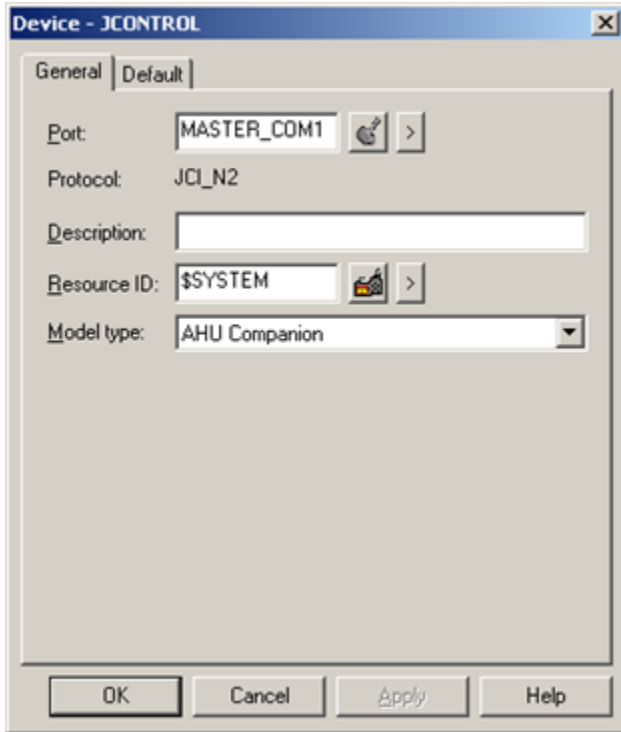 Device - JCONTROL
General Default
Port: MASTER_COM1 >
Protocol: JCI_N2
Description:
Resource ID: $SYSTEM >
Model type: AHU Companion
OK Cancel Apply Help